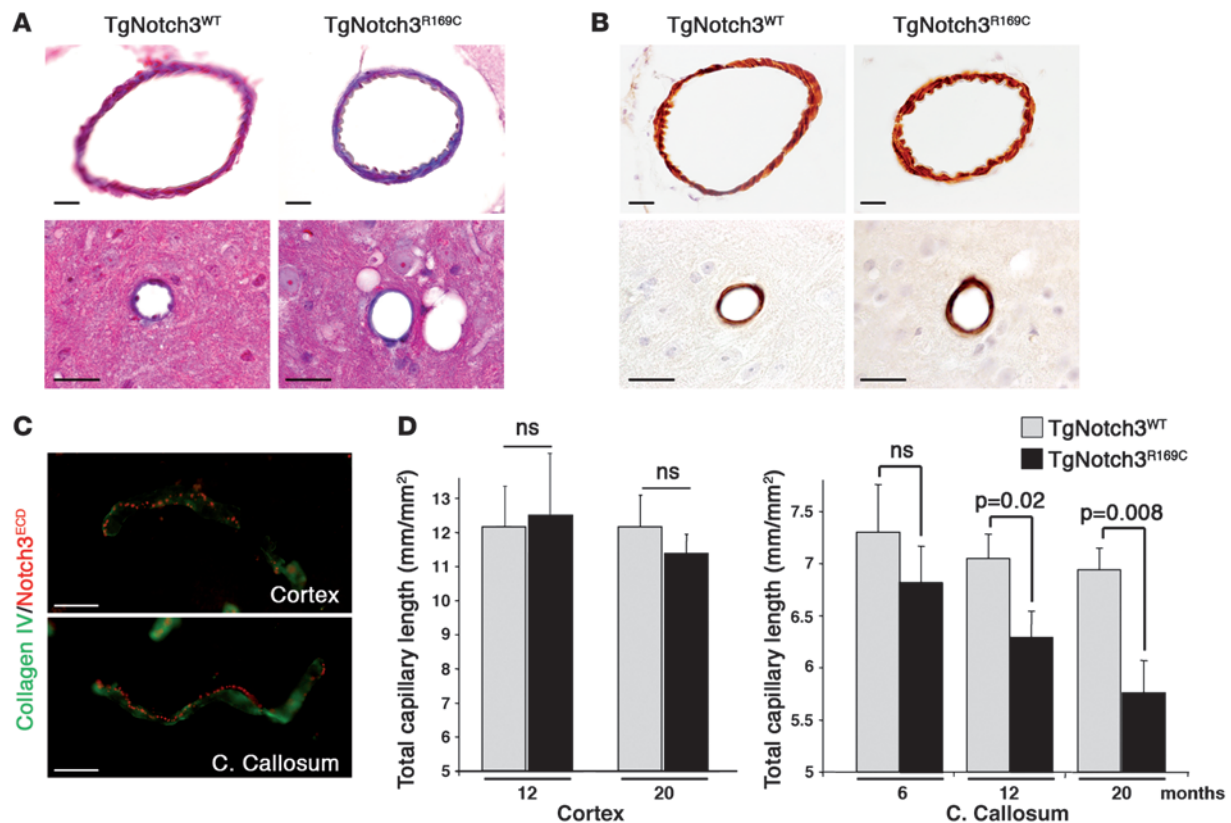 A
TgNotch3WT
TgNotch3R169C
B
TgNotch3WT
TgNotch3R169C
C
Collagen IV/Notch3ECD
Cortex
C. Callosum
D
Total capillary length (mm/mm²)
13
12
11
10
9
8
7
6
5
ns
ns
12
20
Cortex
TgNotch3WT
TgNotch3R169C
Total capillary length (mm/mm²)
7.5
7
6.5
6
5.5
5
ns
p=0.02
p=0.008
6
12
20
months
C. Callosum